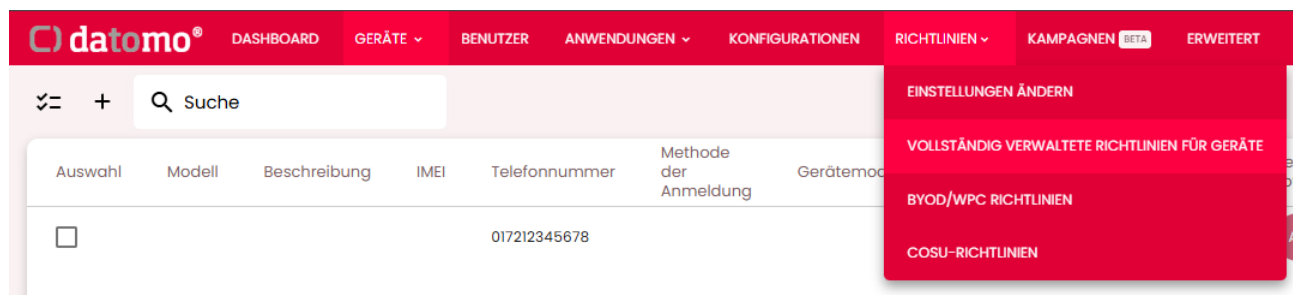 datomo®
DASHBOARD GERÄTE BENUTZER ANWENDUNGEN KONFIGURATIONEN RICHTLINIEN KAMPAGNEN BETA ERWEITERT
Suche
EINSTELLUNGEN ÄNDERN
VOLLSTÄNDIG VERWALTETE RICHTLINIEN FÜR GERÄTE
BYOD/WPC RICHTLINIEN
COSU-RICHTLINIEN
Auswahl Modell Beschreibung IMEI Telefonnummer Methode der Anmeldung Gerätemod
017212345678